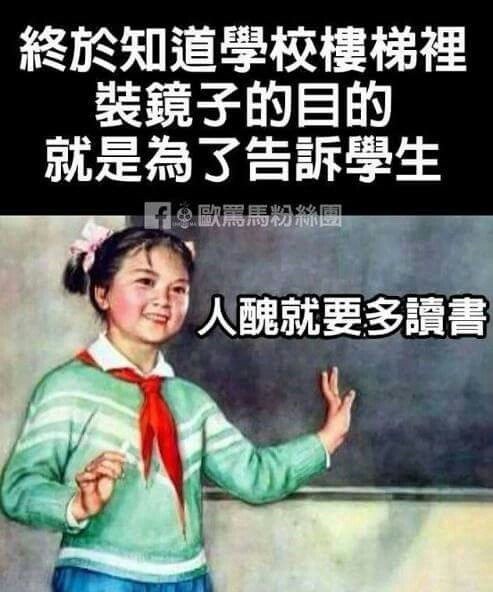 終於知道學校樓梯裡
裝鏡子的目的
就是為了告訴學生
f 歐罵馬粉絲團
人醜就要多讀書